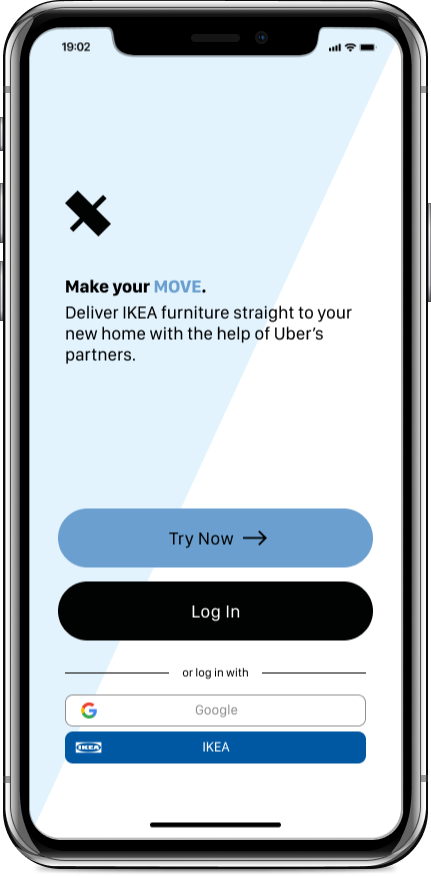 19:02
Make your MOVE.
Deliver IKEA furniture straight to your
new home with the help of Uber’s
partners.
Try Now
Log In
or log in with
Google
IKEA IKEA